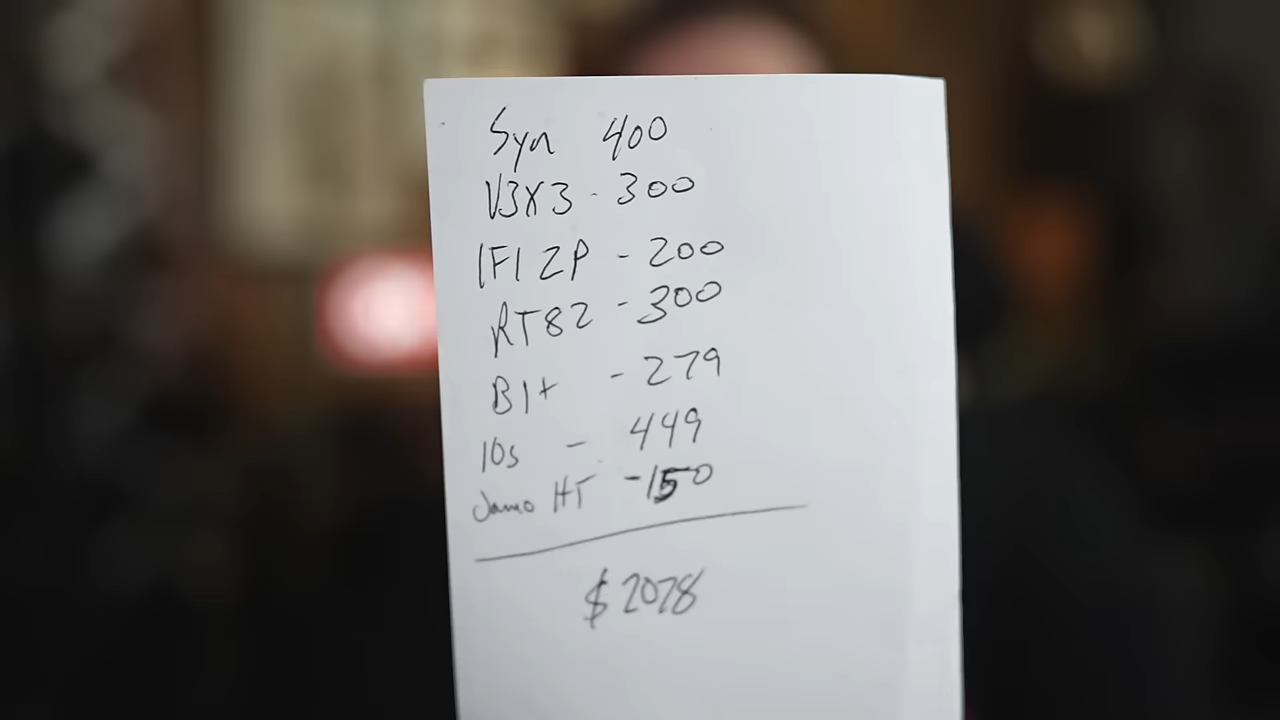 Syn 400
V3X3 - 300
IFI ZP - 200
RT82 - 300
B1+ - 279
10s - 449
Jamo HT - 150
$2078